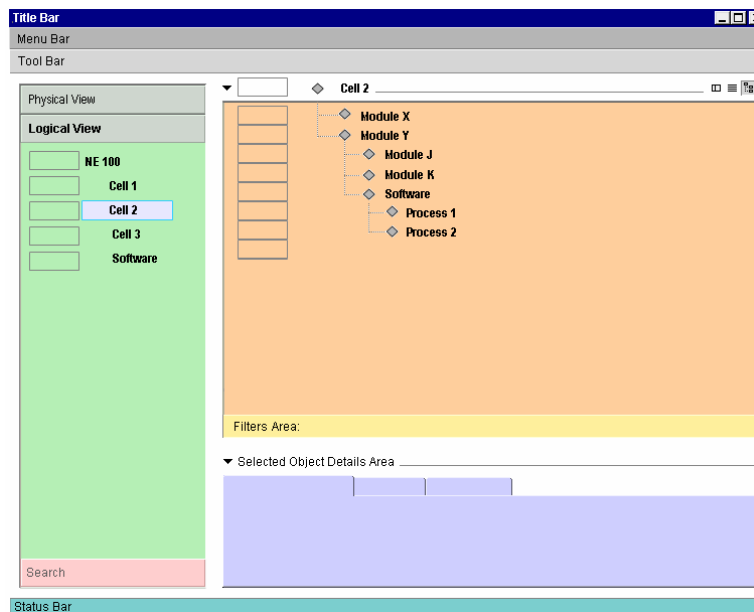 Title Bar
Menu Bar
Tool Bar
Physical View
Logical View
NE 100
Cell 1
Cell 2
Cell 3
Software
Search
Cell 2
Module X
Module Y
Module J
Module K
Software
Process 1
Process 2
Filters Area:
Selected Object Details Area
Status Bar